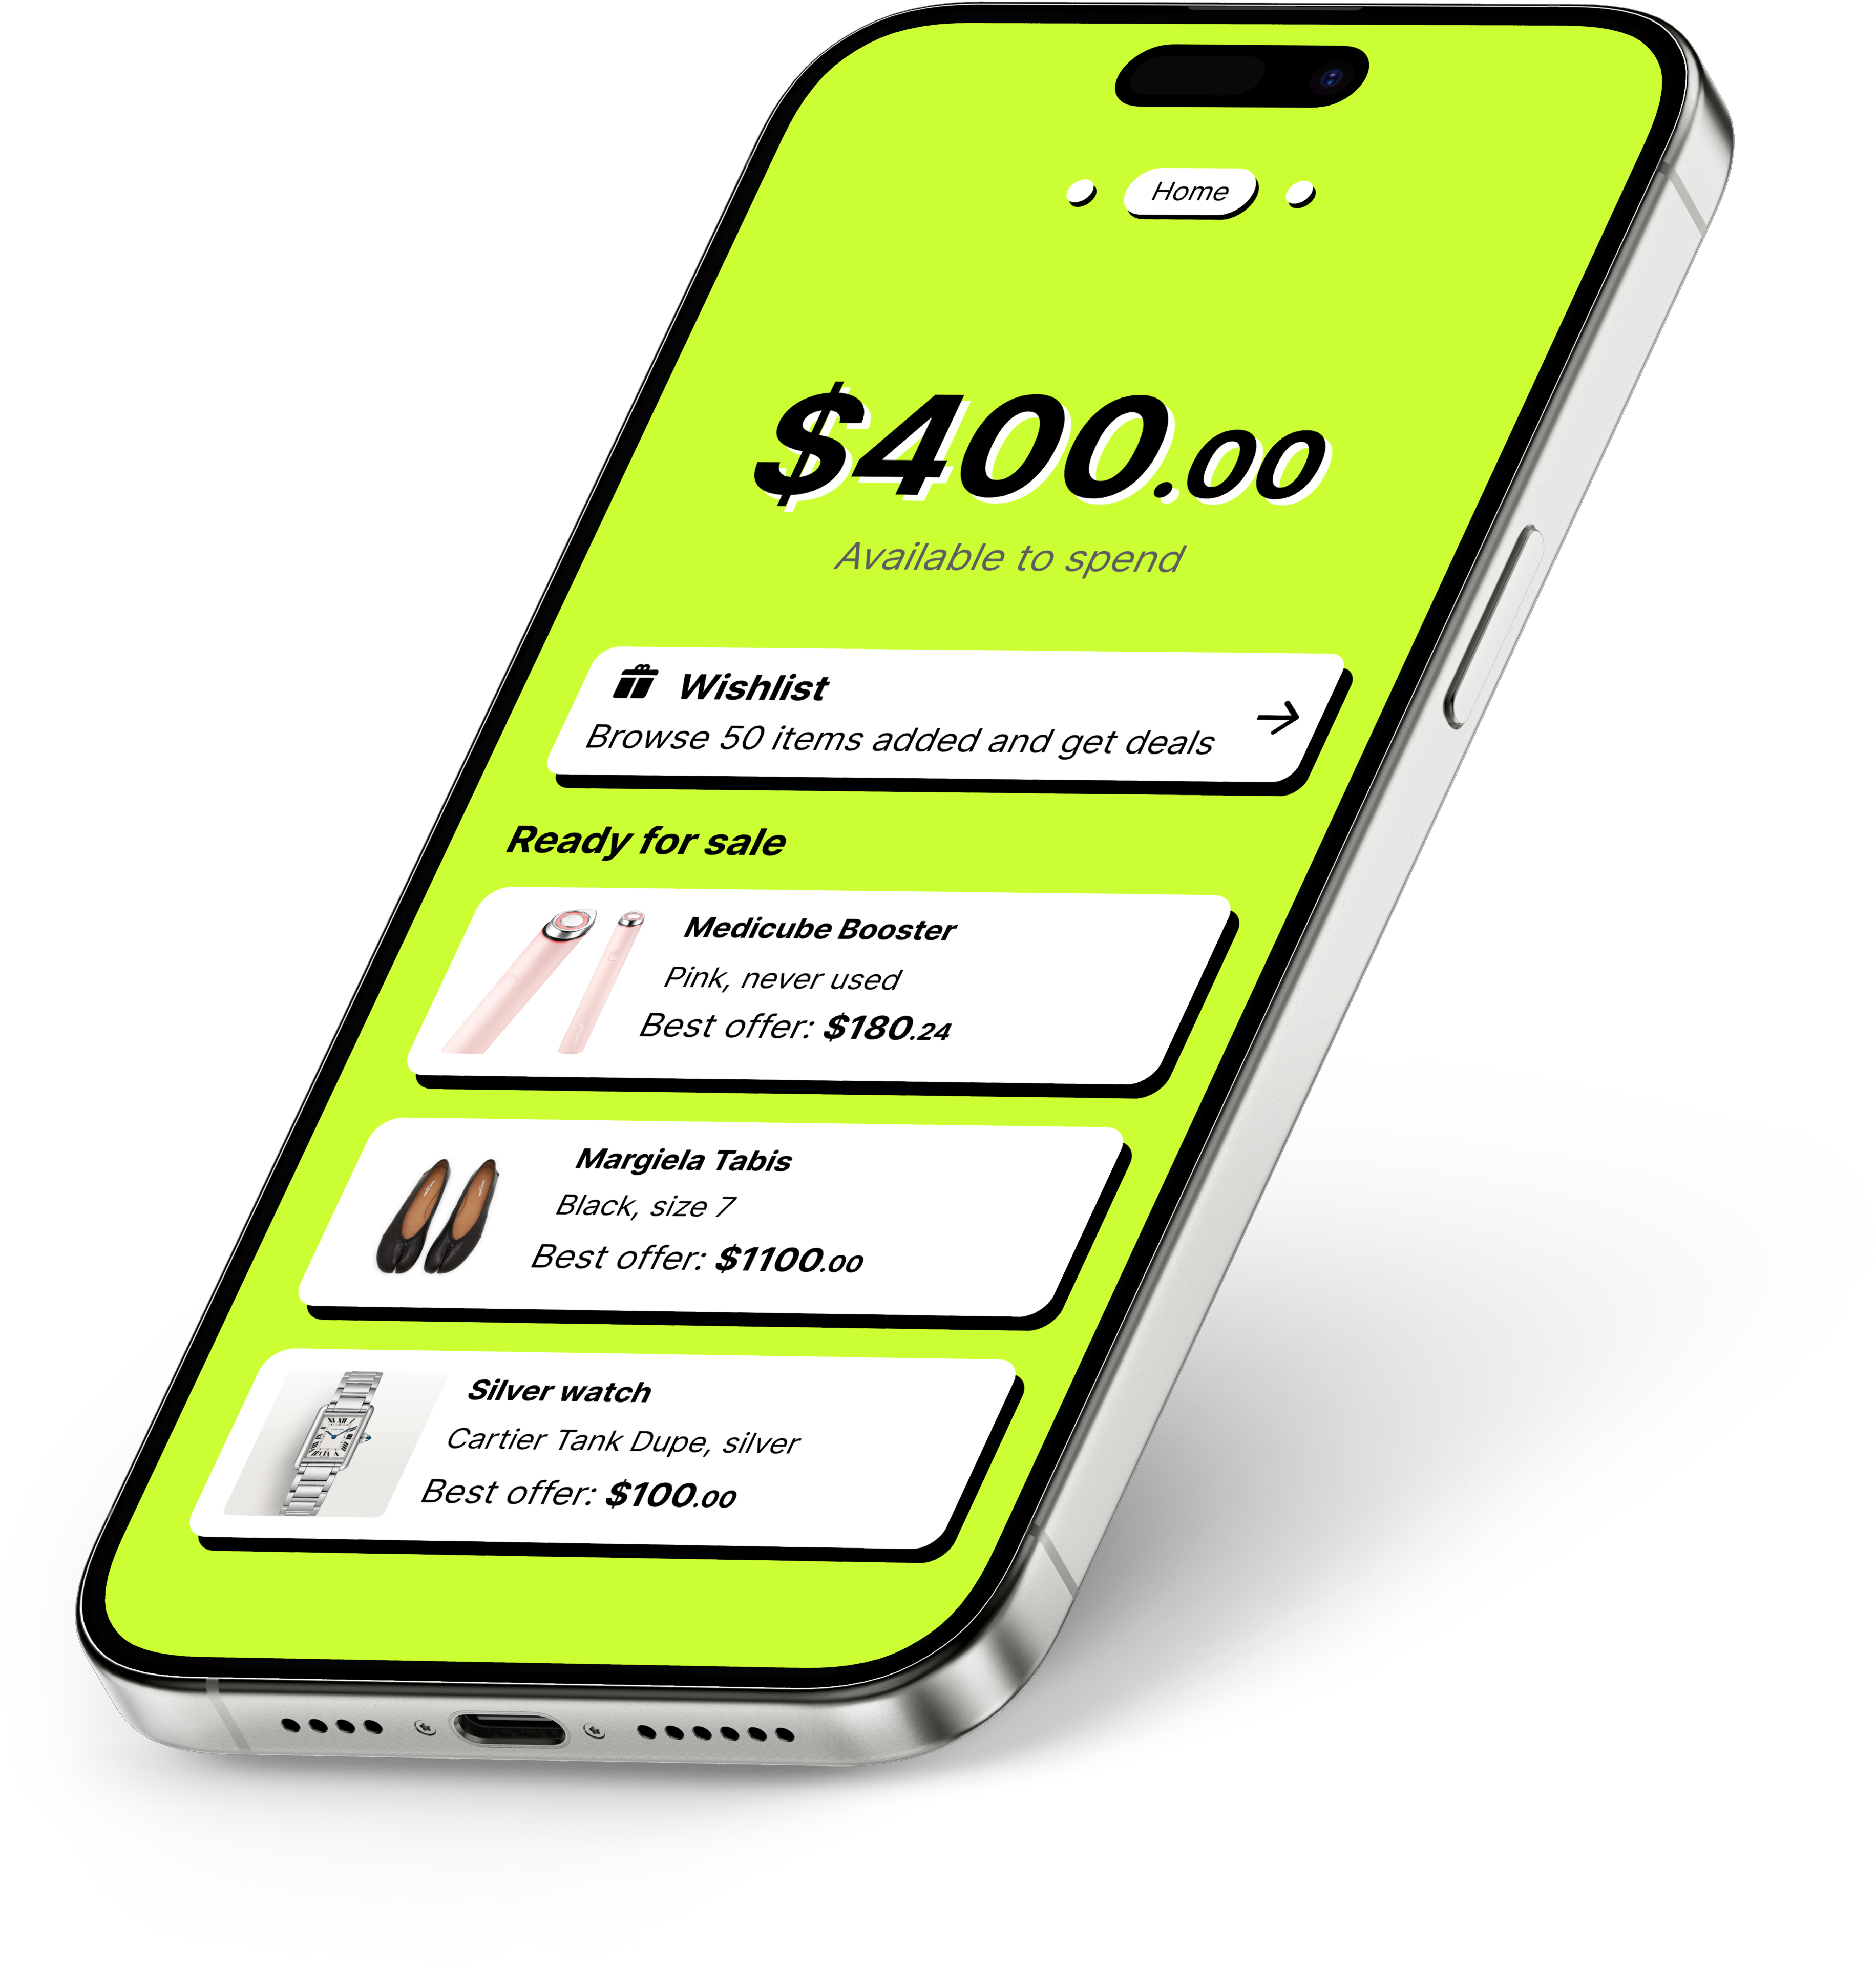 Home
$400.00
Available to spend
Wishlist
Browse 50 items added and get deals
Ready for sale
Medicube Booster
Pink, never used
Best offer: $180.24
Margiela Tabis
Black, size 7
Best offer: $1100.00
Silver watch
Cartier Tank Dupe, silver
Best offer: $100.00